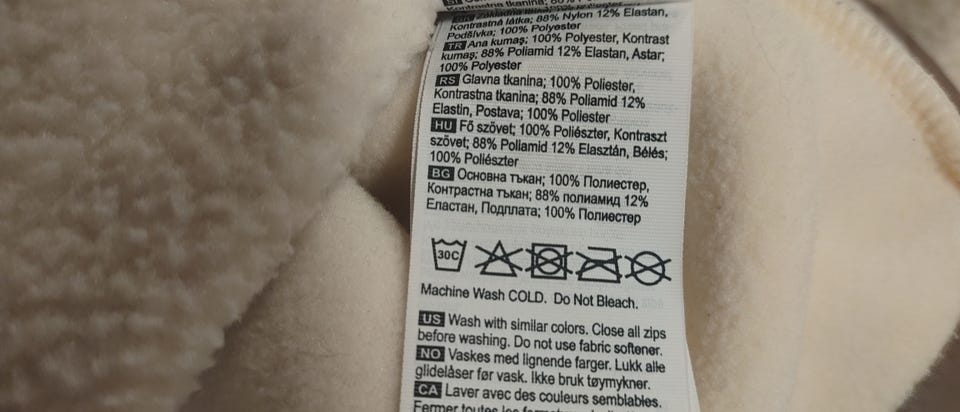 Kontrastná látka; 88% Nylon 12% Elastan,
Podšívka; 100% Polyester
TR Ana kumaş; 100% Polyester, Kontrast
kumaş; 88% Poliamid 12% Elastan, Astar;
100% Polyester
RS Glavna tkanina; 100% Poliester,
Kontrastna tkanina; 88% Poliamid 12%
Elastin, Postava; 100% Poliester
HU Fő szövet; 100% Poliészter, Kontraszt
szövet; 88% Poliamid 12% Elasztán, Bélés;
100% Poliészter
BG Основна тъкан; 100% Полиестер,
Контрастна тъкан; 88% полиамид 12%
Еластан, Подплата; 100% Полиестер
30C
Machine Wash COLD. Do Not Bleach.
US Wash with similar colors. Close all zips
before washing. Do not use fabric softener.
NO Vaskes med lignende farger. Lukk alle
glidelåser før vask. Ikke bruk tøymykner.
CA Laver avec des couleurs semblables.
Fermer toutes les